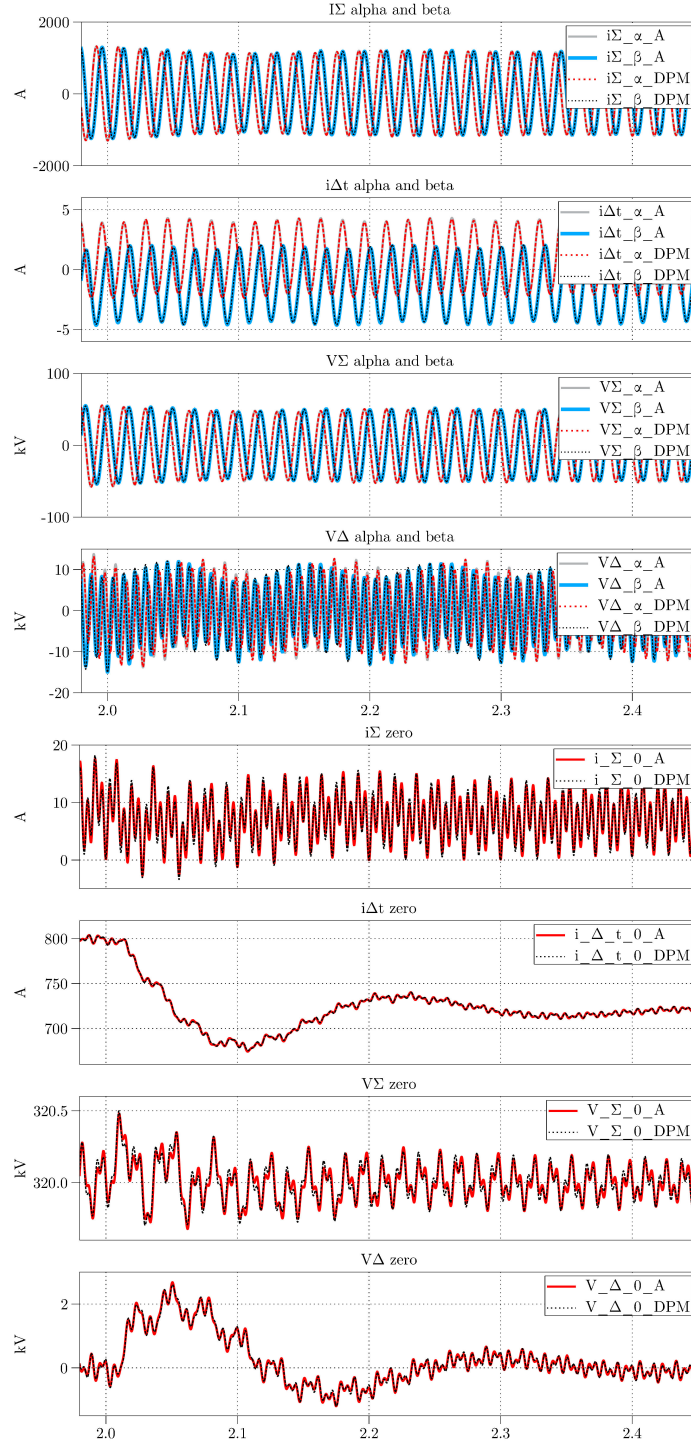 IΣ alpha and beta
2000
0
-2000
A
iΣ_α_A
iΣ_β_A
iΣ_α_DPM
iΣ_β_DPM
iΔt alpha and beta
5
0
-5
A
iΔt_α_A
iΔt_β_A
iΔt_α_DPM
iΔt_β_DPM
VΣ alpha and beta
100
0
-100
kV
VΣ_α_A
VΣ_β_A
VΣ_α_DPM
VΣ_β_DPM
VΔ alpha and beta
10
0
-10
-20
kV
VΔ_α_A
VΔ_β_A
VΔ_α_DPM
VΔ_β_DPM
2.0 2.1 2.2 2.3 2.4
iΣ zero
20
10
0
A
i_Σ_0_A
i_Σ_0_DPM
iΔt zero
800
750
700
A
i_Δ_t_0_A
i_Δ_t_0_DPM
VΣ zero
320.5
320.0
kV
V_Σ_0_A
V_Σ_0_DPM
VΔ zero
2
0
kV
V_Δ_0_A
V_Δ_0_DPM
2.0 2.1 2.2 2.3 2.4